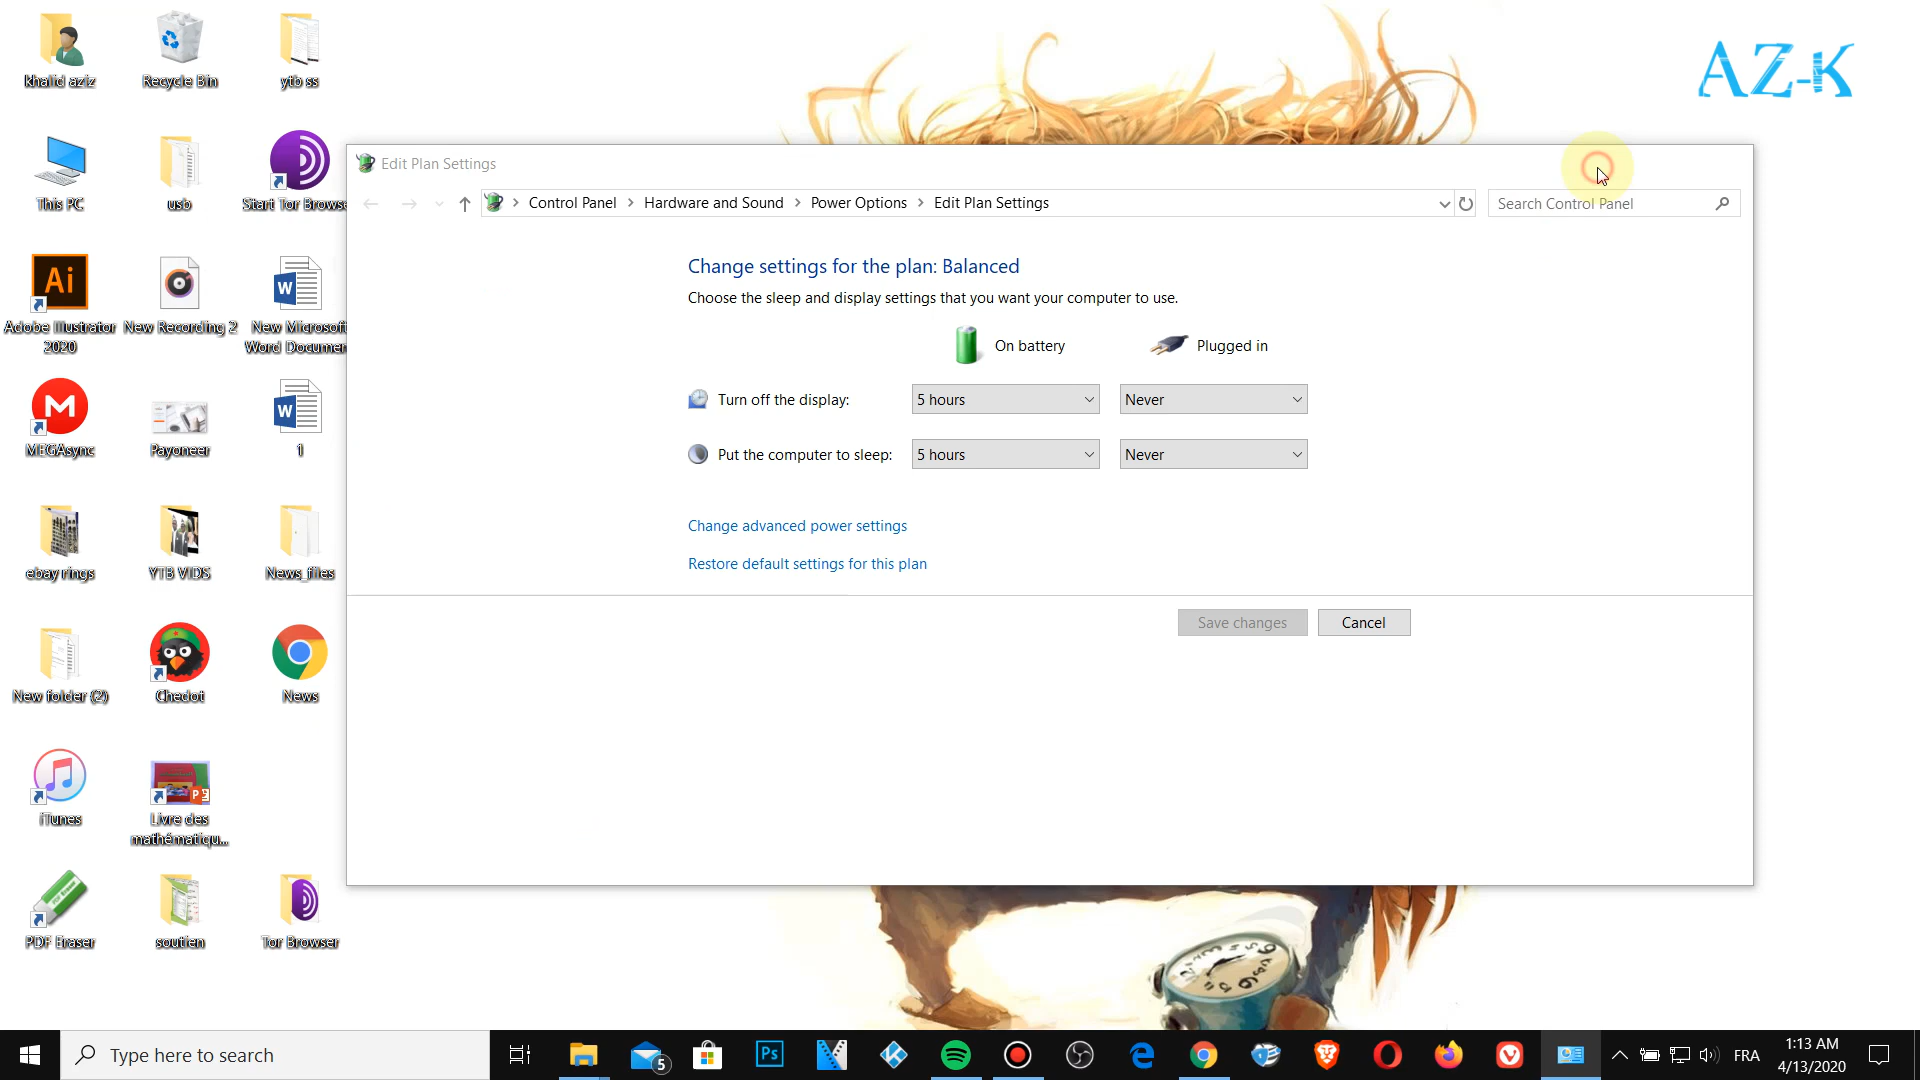 khalid aziz
Recycle Bin
ytb ss
AZ-K
This PC
usb
Start Tor Browse
Adobe Illustrator
2020
New Recording 2
New Microsoft
Word Documen
MEGAsync
Payoneer
1
ebay rings
YTB VIDS
News_files
New folder (2)
Chedot
News
iTunes
Livre des
mathématiqu...
PDF Eraser
soutien
Tor Browser
Edit Plan Settings
Control Panel > Hardware and Sound > Power Options > Edit Plan Settings
Search Control Panel
Change settings for the plan: Balanced
Choose the sleep and display settings that you want your computer to use.
On battery
Plugged in
Turn off the display: 5 hours Never
Put the computer to sleep: 5 hours Never
Change advanced power settings
Restore default settings for this plan
Save changes
Cancel
Type here to search
5
Ps
FRA
1:13 AM
4/13/2020